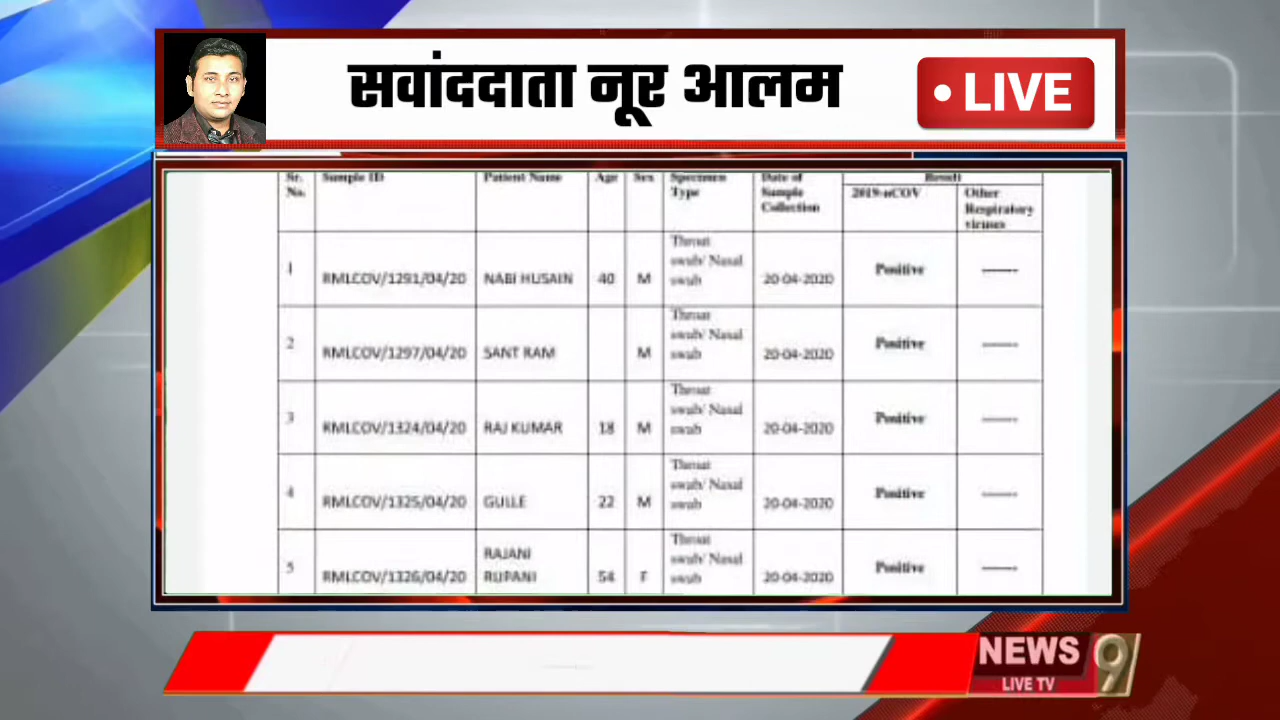 सवांददाता नूर आलम
• LIVE
Sr. Sample ID Patient Name Age Sex Specimen Date of Result
No. Type Sample 2019-nCOV Other
Collection Respiratory
viruses
1 RMLCOV/1291/04/20 NABI HUSAIN 40 M Throat swab/ Nasal swab 20-04-2020 Positive -------
2 RMLCOV/1297/04/20 SANT RAM M Throat swab/ Nasal swab 20-04-2020 Positive -------
3 RMLCOV/1324/04/20 RAJ KUMAR 18 M Throat swab/ Nasal swab 20-04-2020 Positive -------
4 RMLCOV/1325/04/20 GULLE 22 M Throat swab/ Nasal swab 20-04-2020 Positive -------
5 RMLCOV/1326/04/20 RAJANI RUPANI 54 F Throat swab/ Nasal swab 20-04-2020 Positive -------
NEWS 9
LIVE TV